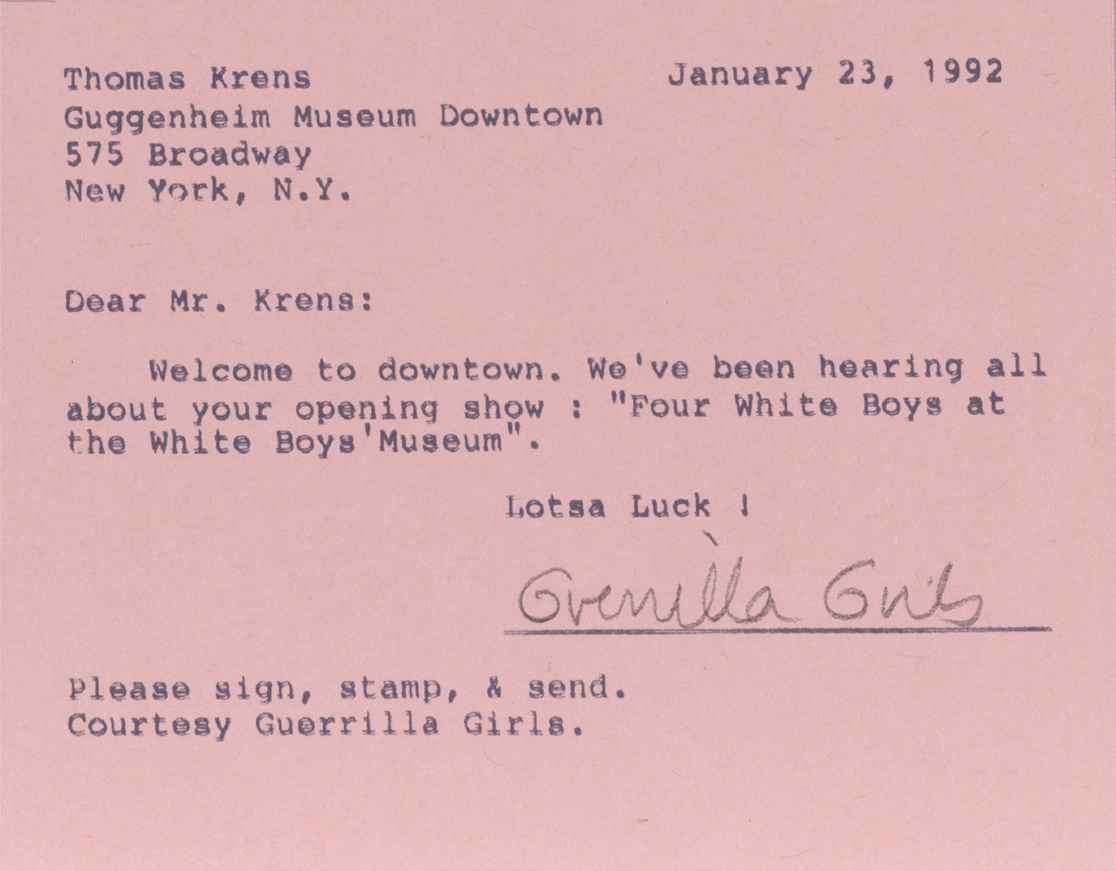 Thomas Krens January 23, 1992
Guggenheim Museum Downtown
575 Broadway
New York, N.Y.
Dear Mr. Krens:
Welcome to downtown. We've been hearing all
about your opening show : "Four White Boys at
the White Boys'Museum".
Lotsa Luck !
Guerrilla Girls
Please sign, stamp, & send.
Courtesy Guerrilla Girls.